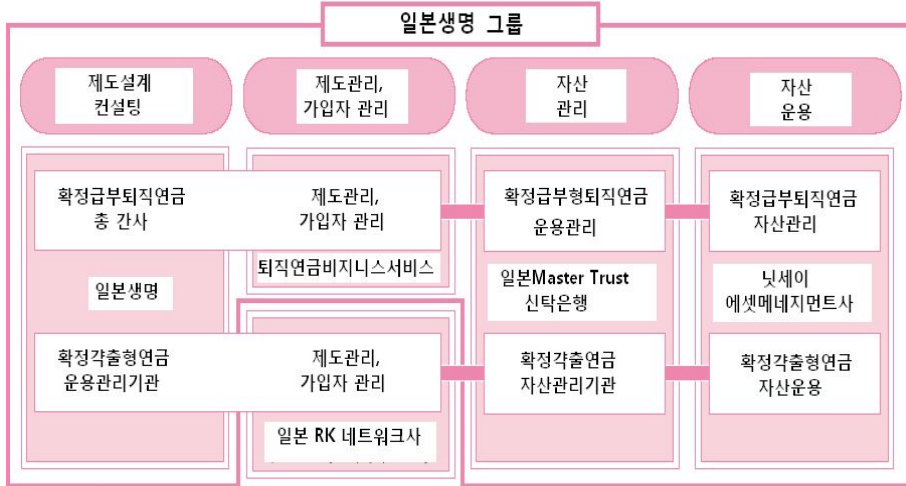 일본생명 그룹
제도설계
컨설팅
제도관리,
가입자 관리
자산
관리
자산
운용
확정급부퇴직연금
총 간사
제도관리,
가입자 관리
확정급부형퇴직연금
운용관리
확정급부퇴직연금
자산관리
일본생명
퇴직연금비지니스서비스
일본Master Trust
신탁은행
닛세이
에셋메네지먼트사
확정갹출형연금
운용관리기관
제도관리,
가입자 관리
확정갹출연금
자산관리기관
확정갹출형연금
자산운용
일본 RK 네트워크사